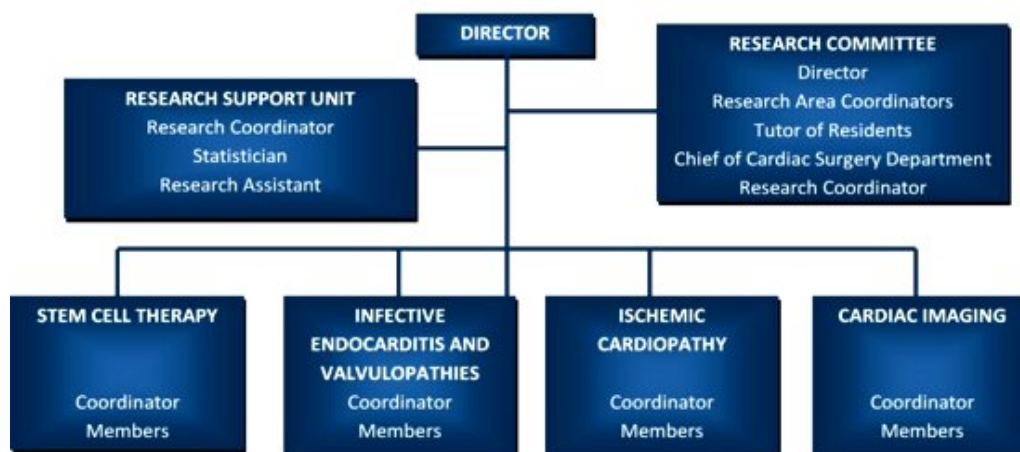 DIRECTOR
RESEARCH COMMITTEE
Director
Research Area Coordinators
Tutor of Residents
Chief of Cardiac Surgery Department
Research Coordinator
RESEARCH SUPPORT UNIT
Research Coordinator
Statistician
Research Assistant
STEM CELL THERAPY
Coordinator
Members
INFECTIVE
ENDOCARDITIS AND
VALVULOPATHIES
Coordinator
Members
ISCHEMIC
CARDIOPATHY
Coordinator
Members
CARDIAC IMAGING
Coordinator
Members